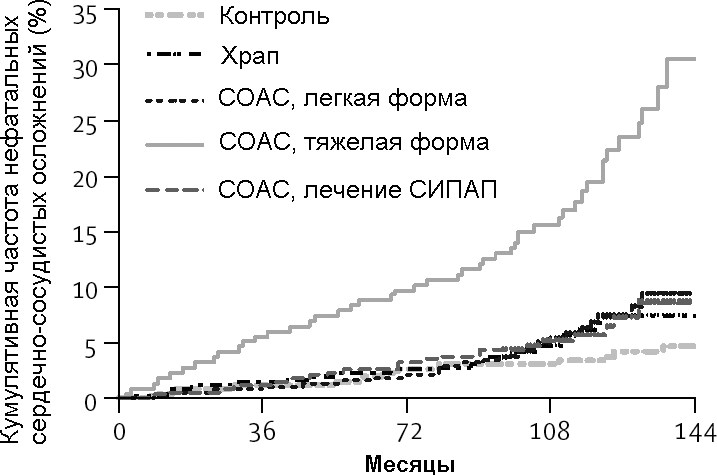 Кумулятивная частота нефатальных
сердечно-сосудистых осложнений (%)
35
30
25
20
15
10
5
0
Контроль
Храп
СОАС, легкая форма
СОАС, тяжелая форма
СОАС, лечение СИПАП
0 36 72 108 144
Месяцы